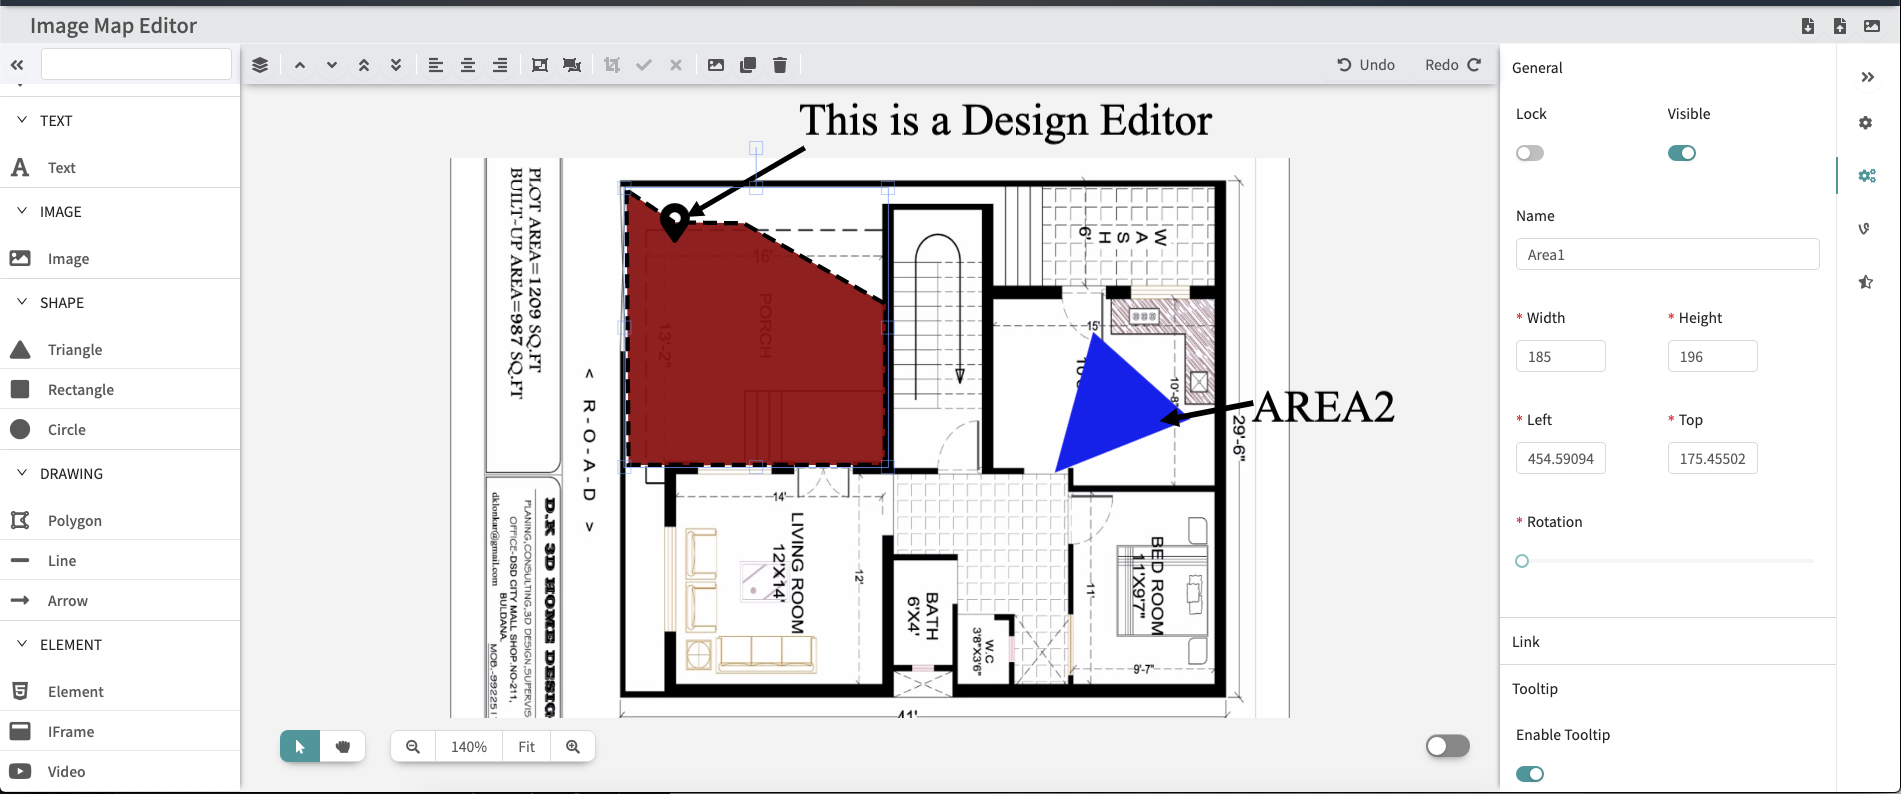 Image Map Editor
Undo
Redo
TEXT
Text
IMAGE
Image
SHAPE
Triangle
Rectangle
Circle
DRAWING
Polygon
Line
Arrow
ELEMENT
Element
IFrame
Video
This is a Design Editor
PLOT AREA=1209 SQ.FT
BUILT-UP AREA=987 SQ.FT
< R-O-A-D >
16'
PORCH
13'-2"
WASH
6'
15'
10'-8"
AREA2
29'-6"
D.K 3D HOME DESIG
PLANING,CONSULTING,3D DESIGN,SUPERVIS
OFFICE-DSD CITY MALL SHOP.NO-211,
BULDANA.
dklonkar@gmail.com
14'
LIVING ROOM
12'X14'
12'
BATH
6'X4'
W.C
3'8"X3'6"
BED ROOM
11'X9'7"
11'
9'-7"
41'
140%
Fit
General
Lock
Visible
Name
Area1
* Width
* Height
185
196
* Left
* Top
454.59094
175.45502
* Rotation
Link
Tooltip
Enable Tooltip